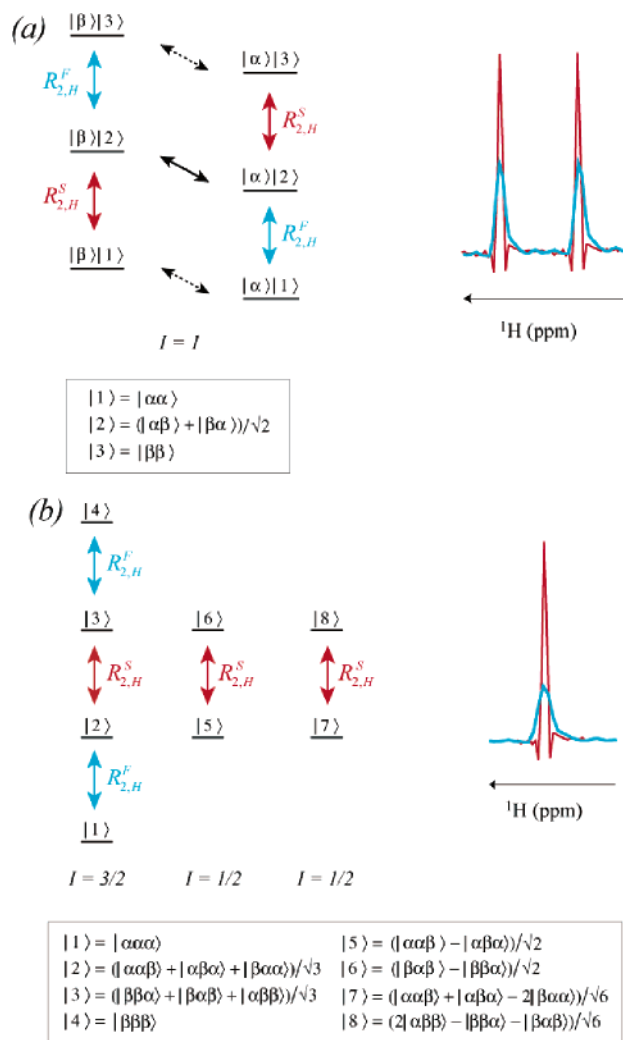 (a)
|β⟩|3⟩
|α⟩|3⟩
R^F_{2,H}
R^S_{2,H}
|β⟩|2⟩
|α⟩|2⟩
R^S_{2,H}
R^F_{2,H}
|β⟩|1⟩
|α⟩|1⟩
I = 1
¹H (ppm)
|1⟩ = |αα⟩
|2⟩ = (|αβ⟩ + |βα⟩)/√2
|3⟩ = |ββ⟩
(b)
|4⟩
R^F_{2,H}
|3⟩ |6⟩ |8⟩
R^S_{2,H} R^S_{2,H} R^S_{2,H}
|2⟩ |5⟩ |7⟩
R^F_{2,H}
|1⟩
I = 3/2 I = 1/2 I = 1/2
¹H (ppm)
|1⟩ = |ααα⟩
|2⟩ = (|ααβ⟩ + |αβα⟩ + |βαα⟩)/√3
|3⟩ = (|ββα⟩ + |βαβ⟩ + |αββ⟩)/√3
|4⟩ = |βββ⟩
|5⟩ = (|ααβ⟩ − |αβα⟩)/√2
|6⟩ = (|βαβ⟩ − |ββα⟩)/√2
|7⟩ = (|ααβ⟩ + |αβα⟩ − 2|βαα⟩)/√6
|8⟩ = (2|αββ⟩ − |ββα⟩ − |βαβ⟩)/√6